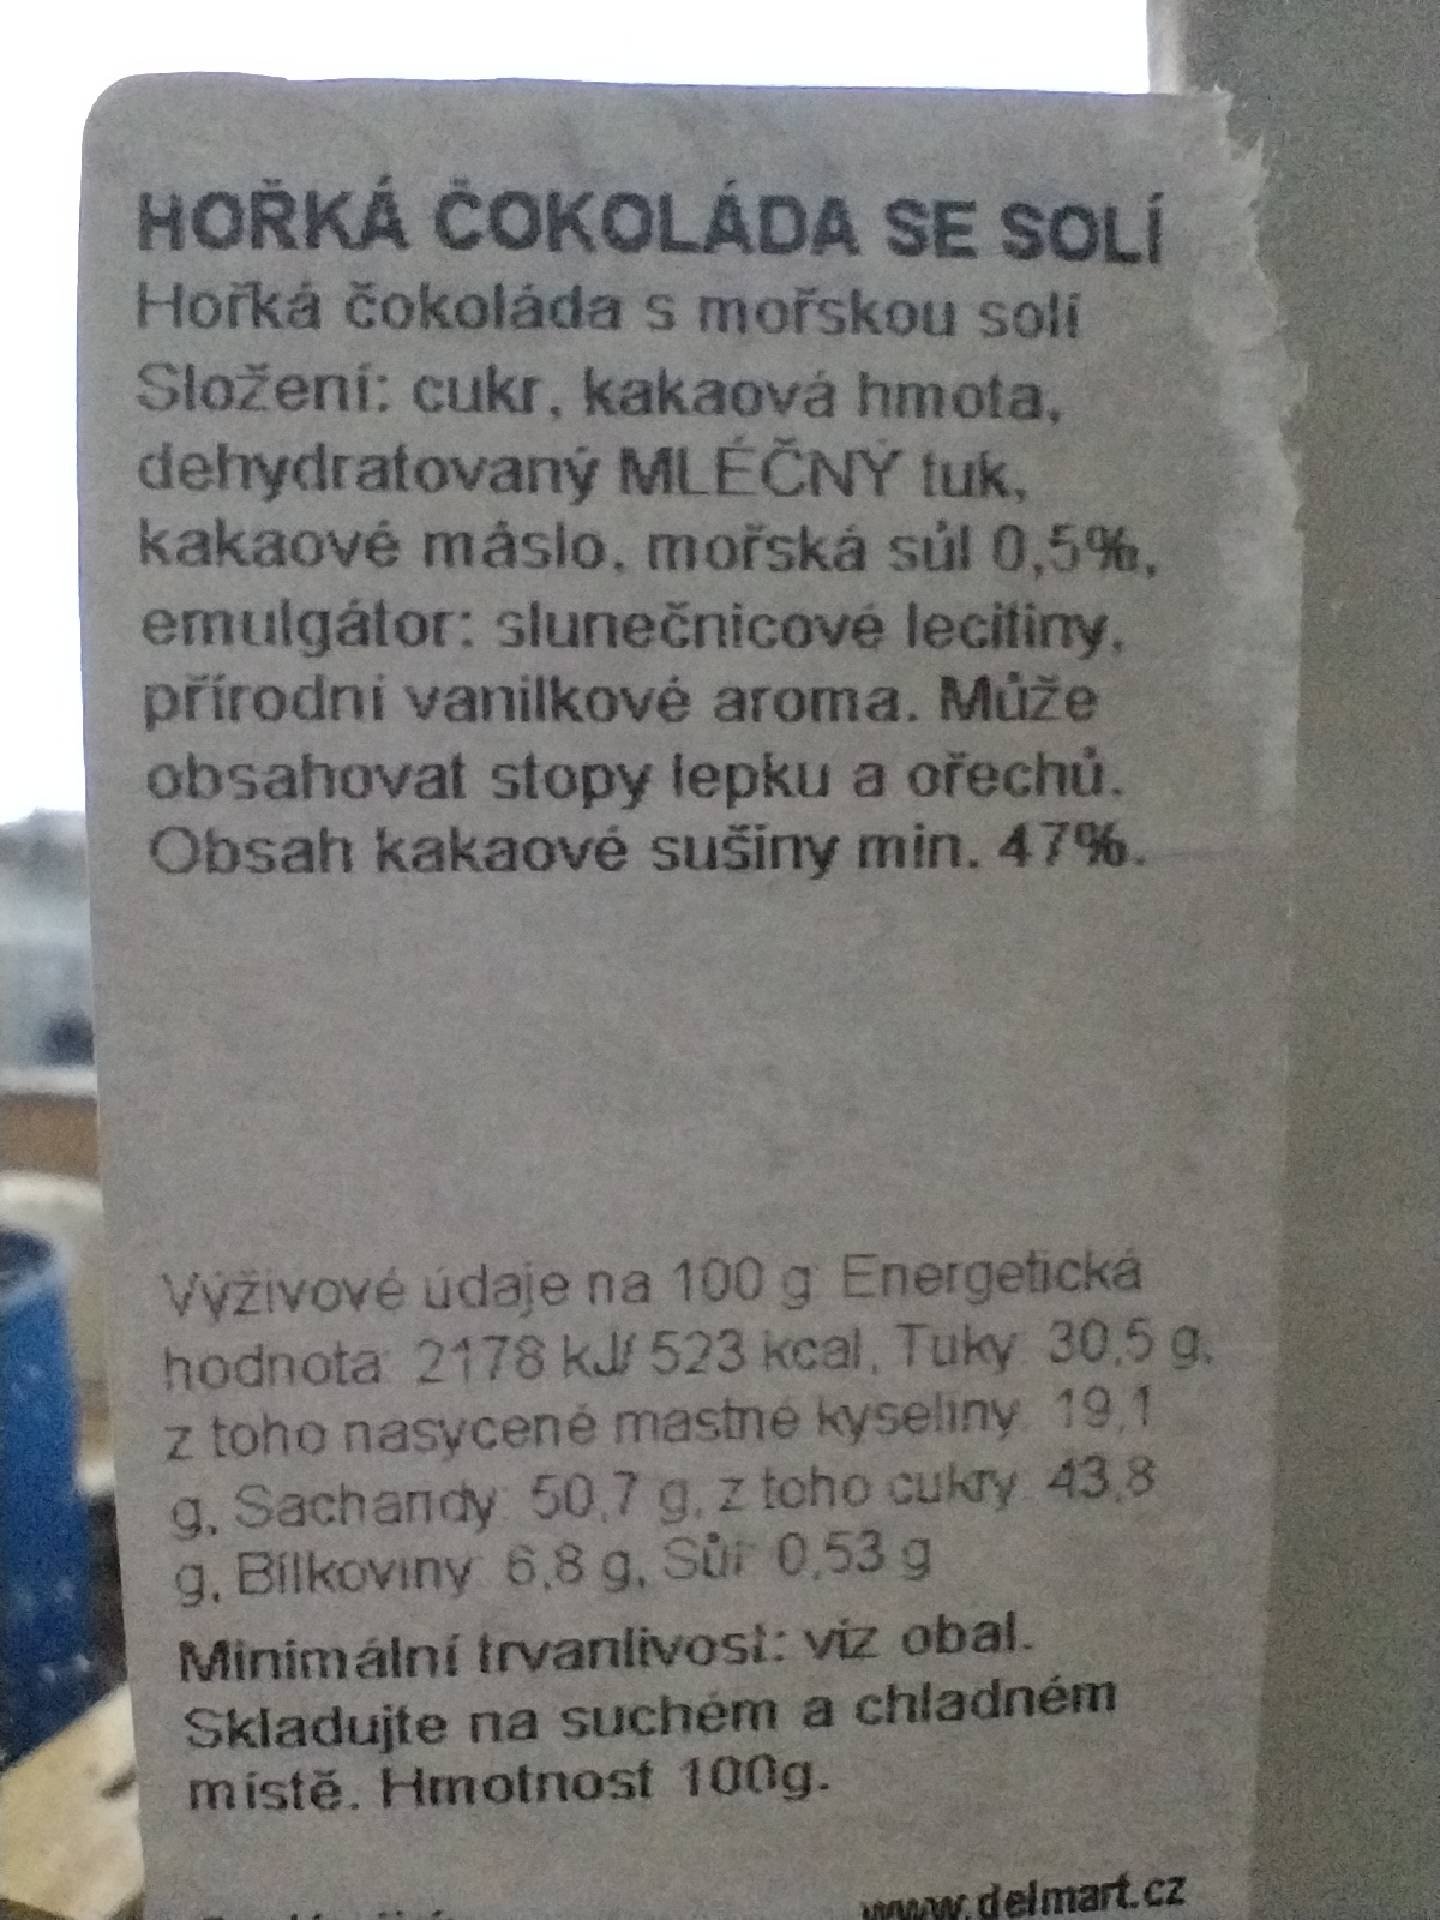 HOŘKÁ ČOKOLÁDA SE SOLÍ
Hořká čokoláda s mořskou solí
Složení: cukr, kakaová hmota,
dehydratovaný MLÉČNÝ tuk,
kakaové máslo, mořská sůl 0,5%,
emulgátor: slunečnicové lecitiny,
přírodní vanilkové aroma. Může
obsahovat stopy lepku a ořechů.
Obsah kakaové sušiny min. 47%.
Výživové údaje na 100 g Energetická
hodnota: 2178 kJ/ 523 kcal, Tuky: 30,5 g,
z toho nasycené mastné kyseliny: 19,1
g, Sacharidy: 50,7 g, z toho cukry: 43,8
g, Bílkoviny: 6,8 g, Sůl: 0,53 g
Minimální trvanlivost: viz obal.
Skladujte na suchém a chladném
místě. Hmotnost 100g.
www.delmart.cz